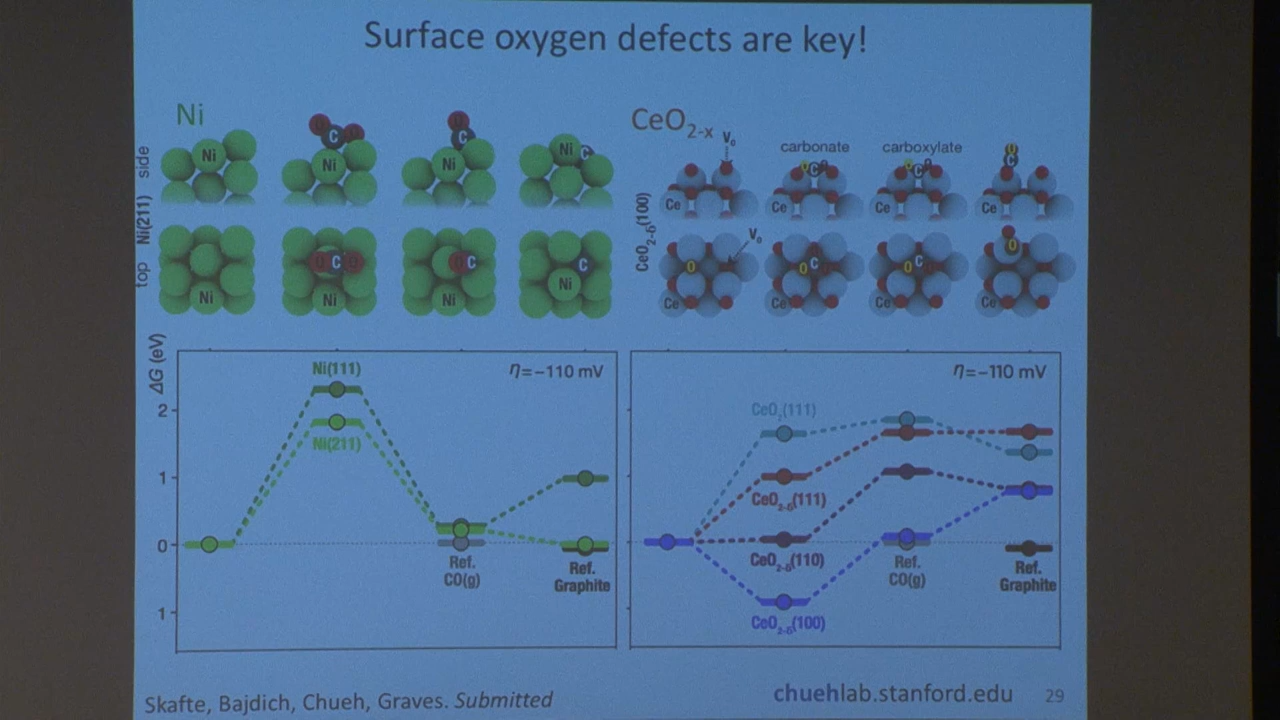 Surface oxygen defects are key!
Ni
CeO2-x
Vo
carbonate
carboxylate
side
Ni
C
Ni
C
Ni
Ni
C
Ce
O
C
Ce
O
C
Ce
O
C
Ce
Ni(211)
CeO2-δ(100)
top
Ni
O
C
O
Ni
O
C
Ni
C
Ni
Vo
O
Ce
O
C
Ce
O
C
Ce
O
Ce
ΔG (eV)
2
1
0
1
Ni(111)
η=−110 mV
Ni(211)
Ref.
CO(g)
Ref.
Graphite
η=−110 mV
CeO2(111)
CeO2-δ(111)
CeO2-δ(110)
CeO2-δ(100)
Ref.
CO(g)
Ref.
Graphite
Skafte, Bajdich, Chueh, Graves. Submitted
chuehlab.stanford.edu
29